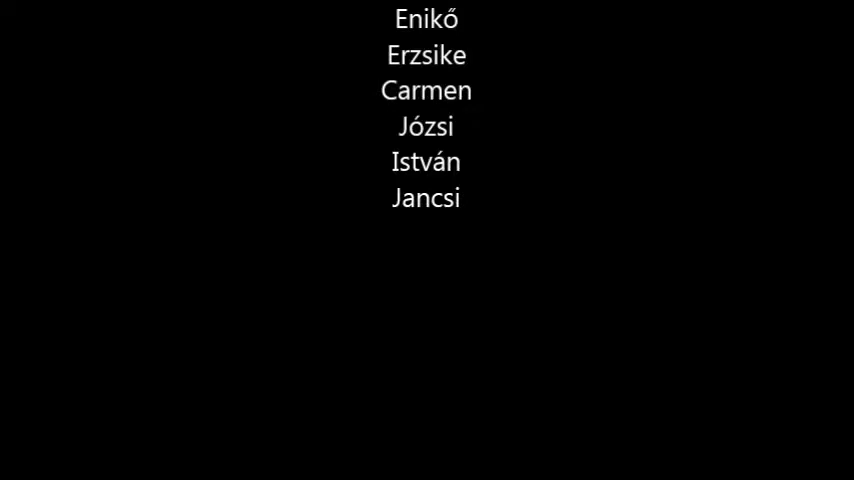 Enikő
Erzsike
Carmen
Józsi
István
Jancsi